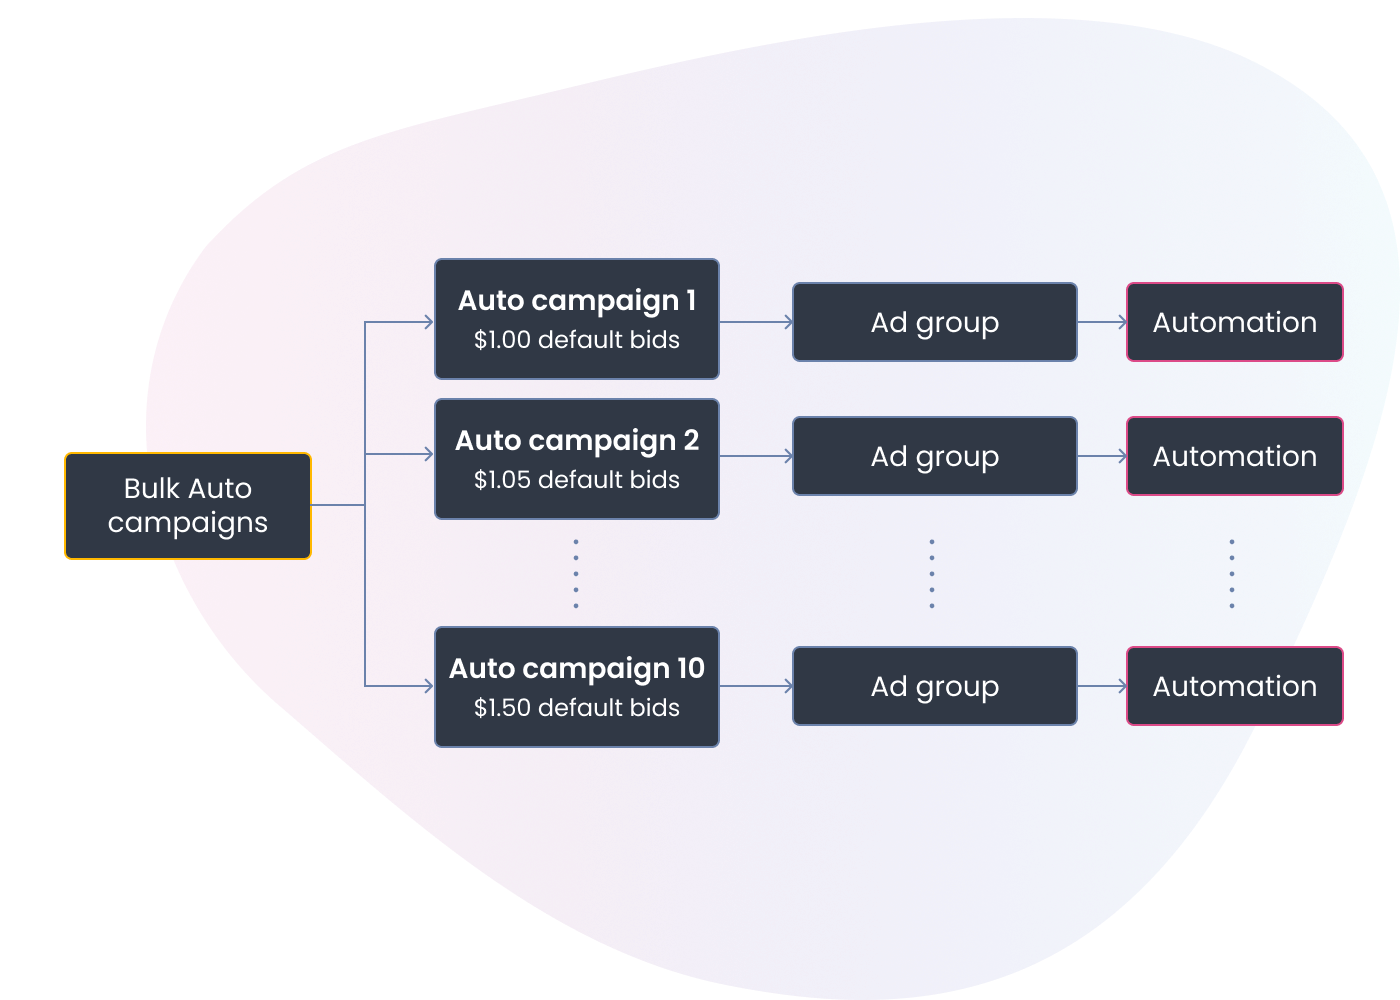 Bulk Auto
campaigns
Auto campaign 1
$1.00 default bids
Ad group
Automation
Auto campaign 2
$1.05 default bids
Ad group
Automation
Auto campaign 10
$1.50 default bids
Ad group
Automation